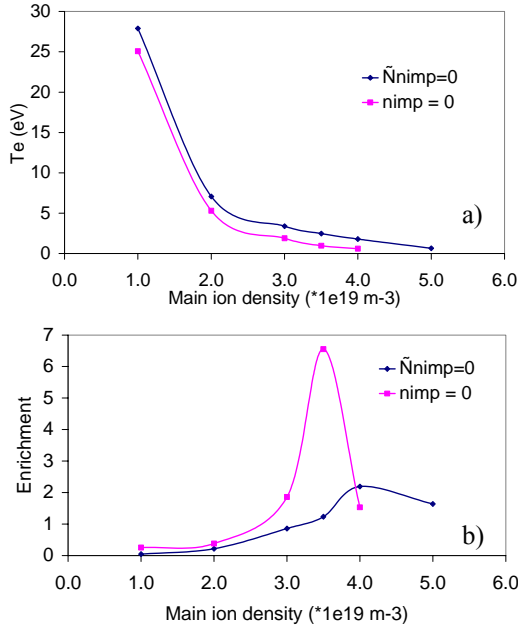 30
25
20
15
10
5
0
Te (eV)
Ñnimp=0
nimp = 0
a)
0.0 1.0 2.0 3.0 4.0 5.0 6.0
Main ion density (*1e19 m-3)
7
6
5
4
3
2
1
0
Enrichment
Ñnimp=0
nimp = 0
b)
0.0 1.0 2.0 3.0 4.0 5.0 6.0
Main ion density (*1e19 m-3)